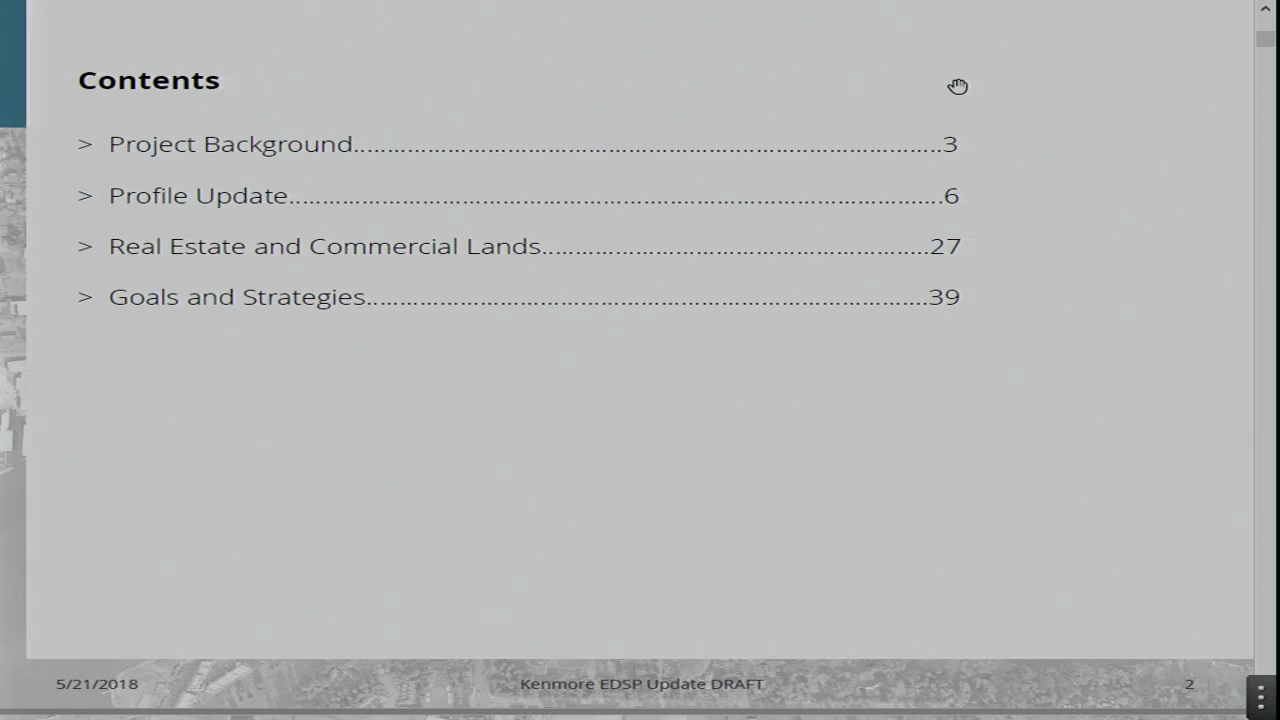 Contents
> Project Background........................................................................................3
> Profile Update..................................................................................................6
> Real Estate and Commercial Lands..........................................................27
> Goals and Strategies....................................................................................39
5/21/2018 Kenmore EDSP Update DRAFT 2